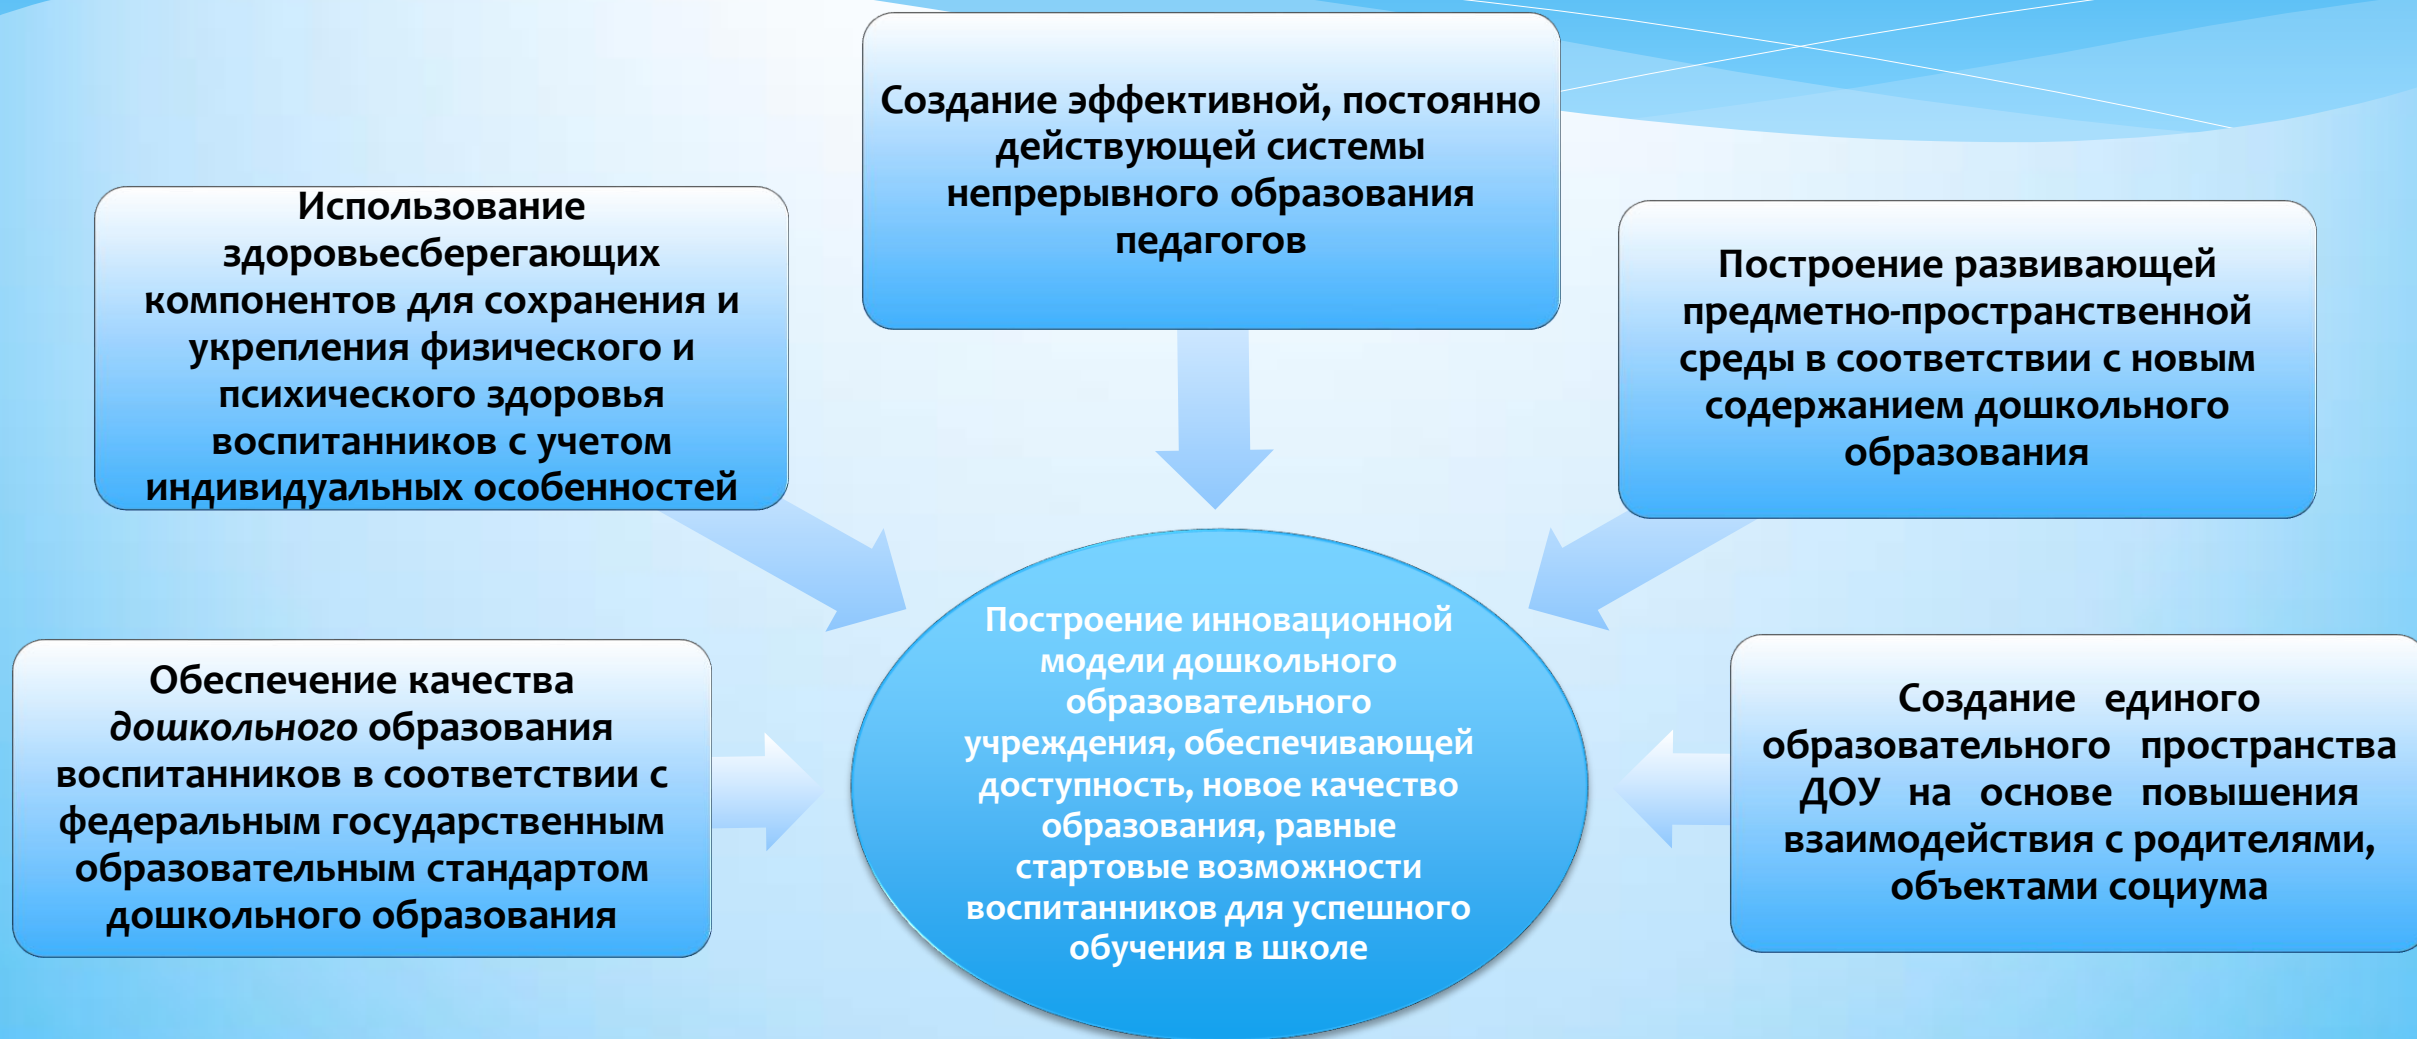 Создание эффективной, постоянно
действующей системы
непрерывного образования
педагогов
Использование
здоровьесберегающих
компонентов для сохранения и
укрепления физического и
психического здоровья
воспитанников с учетом
индивидуальных особенностей
Построение развивающей
предметно-пространственной
среды в соответствии с новым
содержанием дошкольного
образования
Обеспечение качества
дошкольного образования
воспитанников в соответствии с
федеральным государственным
образовательным стандартом
дошкольного образования
Построение инновационной
модели дошкольного
образовательного
учреждения, обеспечивающей
доступность, новое качество
образования, равные
стартовые возможности
воспитанников для успешного
обучения в школе
Создание единого
образовательного пространства
ДОУ на основе повышения
взаимодействия с родителями,
объектами социума